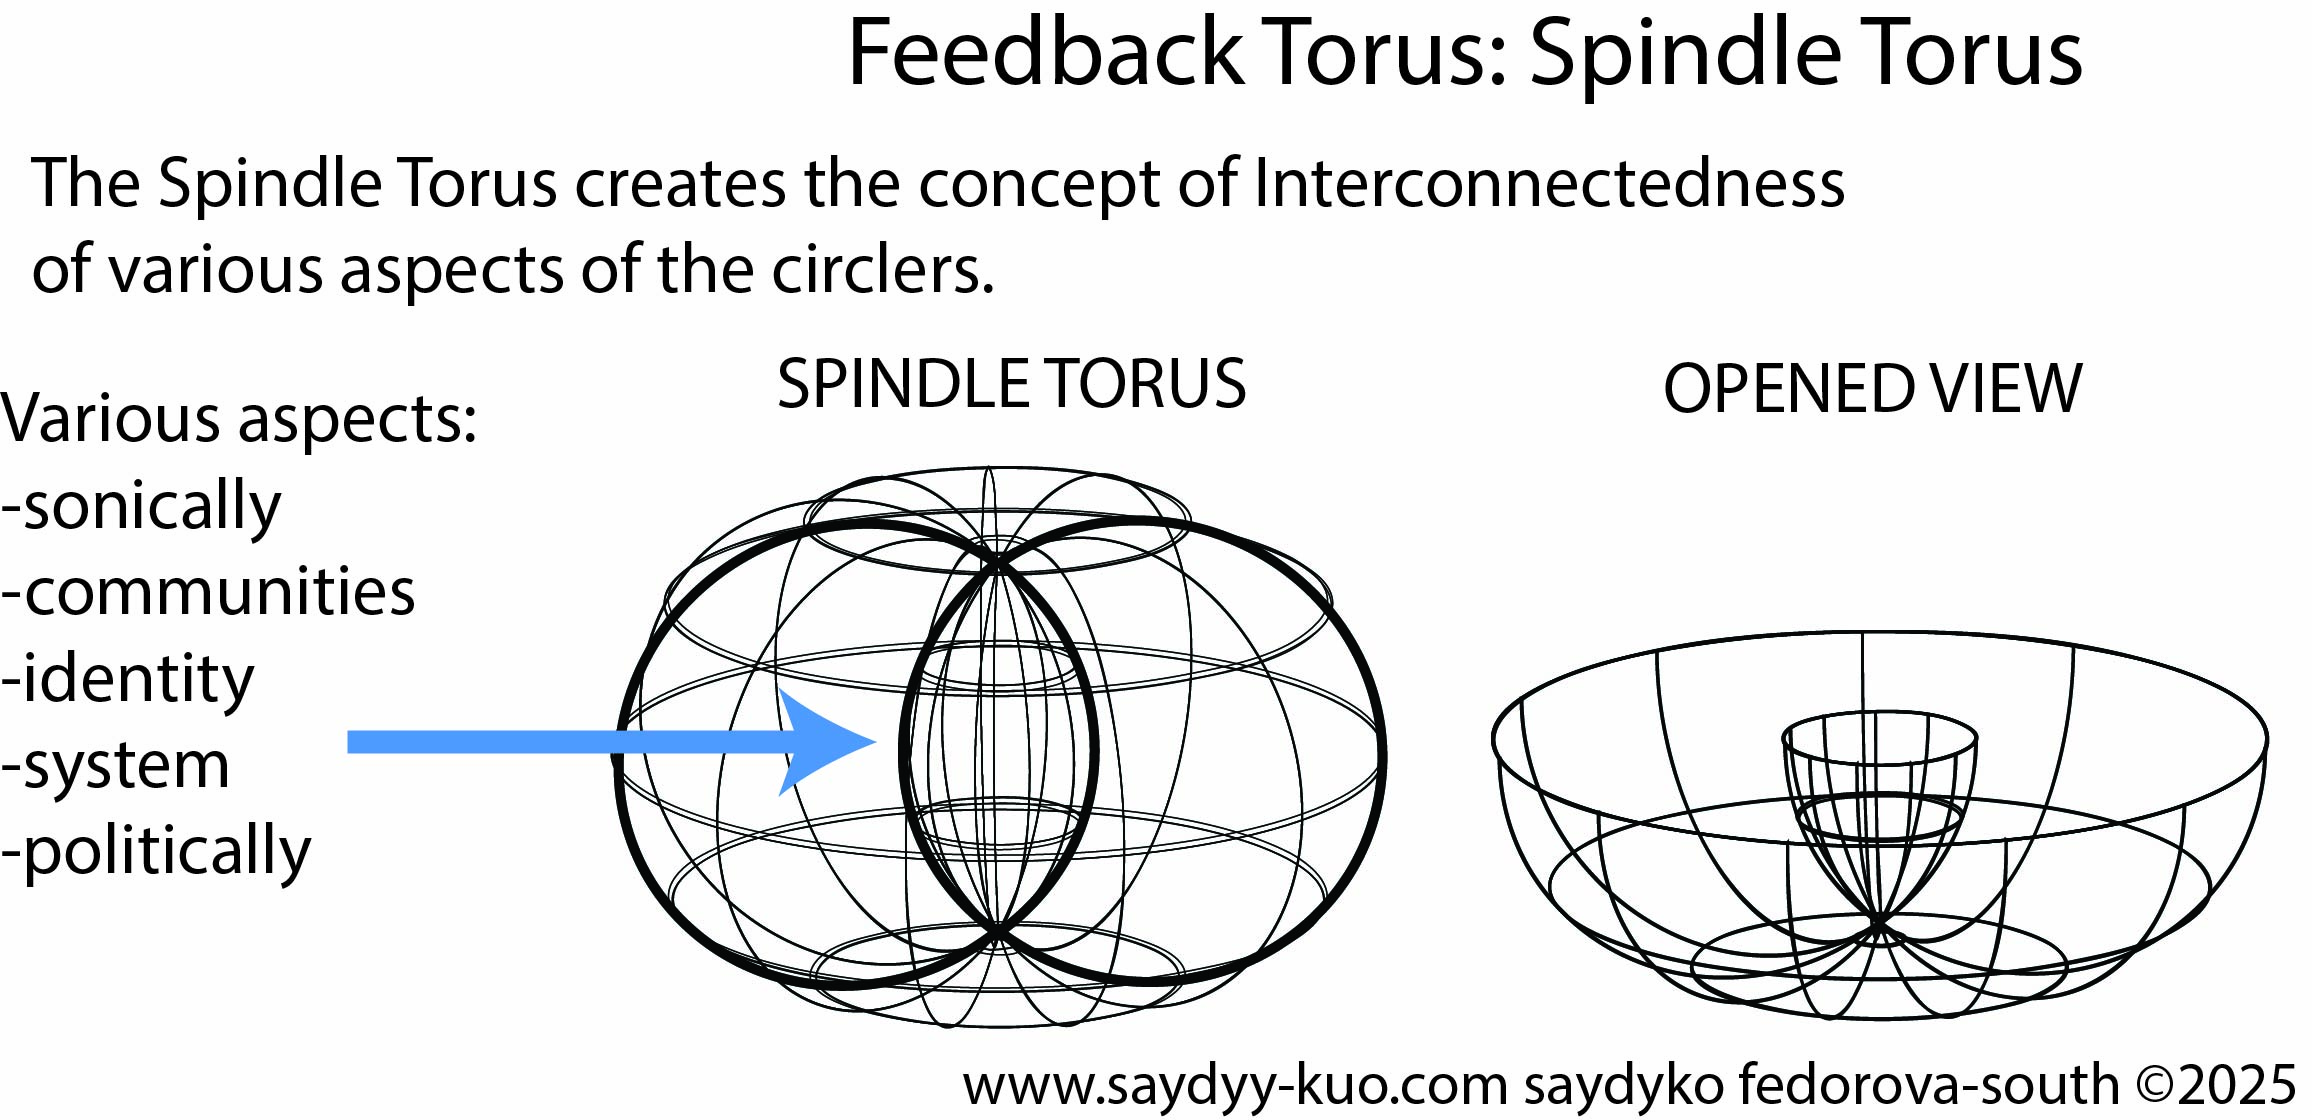 Feedback Torus: Spindle Torus
The Spindle Torus creates the concept of Interconnectedness
of various aspects of the circlers.
SPINDLE TORUS
OPENED VIEW
Various aspects:
-sonically
-communities
-identity
-system
-politically
www.saydyy-kuo.com saydyko fedorova-south ©2025